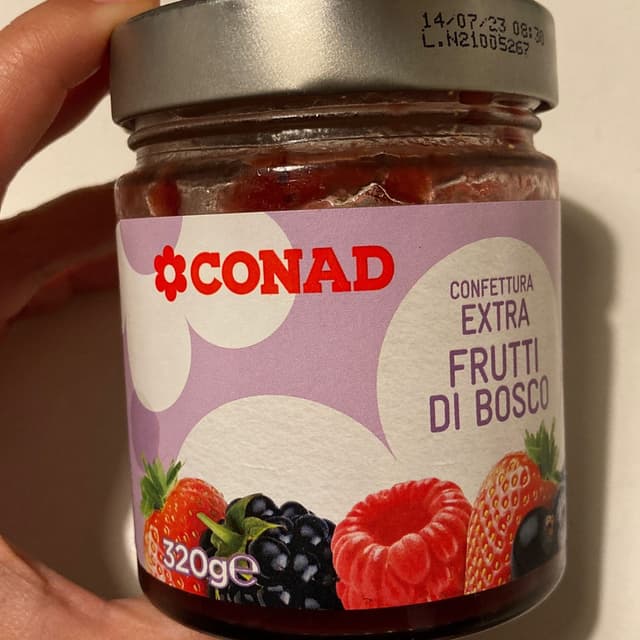 14/07/23 08:30
L.N21005267
CONAD
CONFETTURA
EXTRA
FRUTTI
DI BOSCO
320g℮